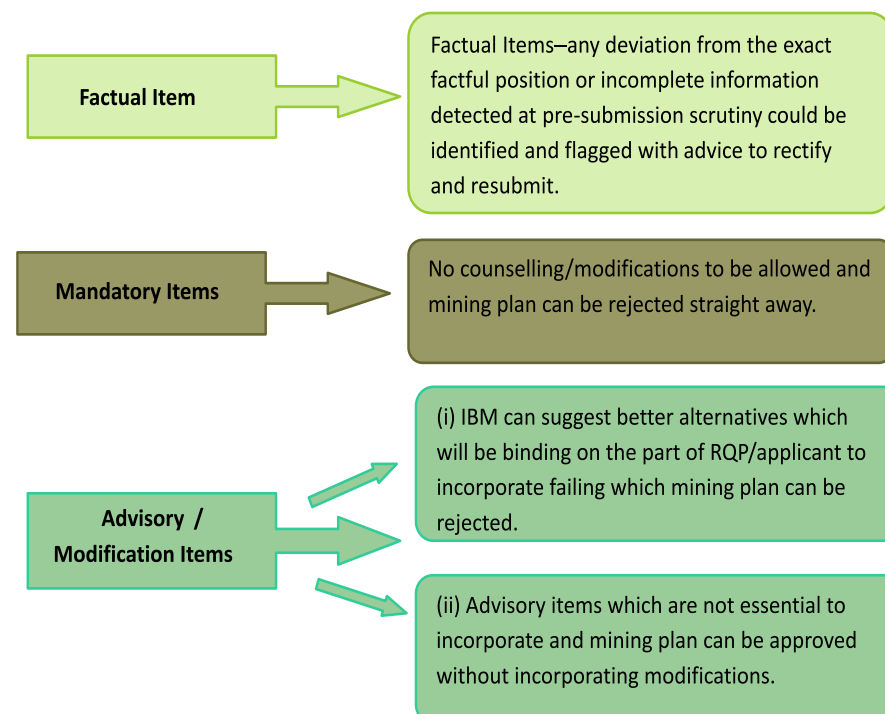 Factual Item
Factual Items–any deviation from the exact
factful position or incomplete information
detected at pre-submission scrutiny could be
identified and flagged with advice to rectify
and resubmit.
Mandatory Items
No counselling/modifications to be allowed and
mining plan can be rejected straight away.
Advisory /
Modification Items
(i) IBM can suggest better alternatives which
will be binding on the part of RQP/applicant to
incorporate failing which mining plan can be
rejected.
(ii) Advisory items which are not essential to
incorporate and mining plan can be approved
without incorporating modifications.